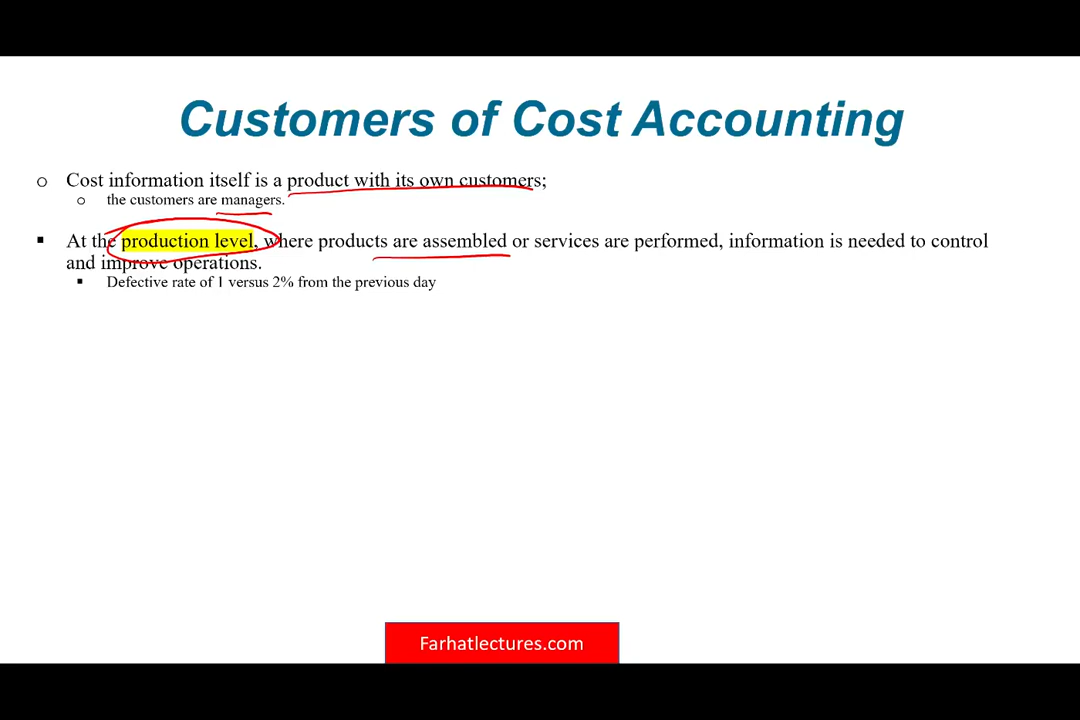 Customers of Cost Accounting
o Cost information itself is a product with its own customers;
o the customers are managers.
▪ At the production level, where products are assembled or services are performed, information is needed to control
and improve operations.
▪ Defective rate of 1 versus 2% from the previous day
Farhatlectures.com